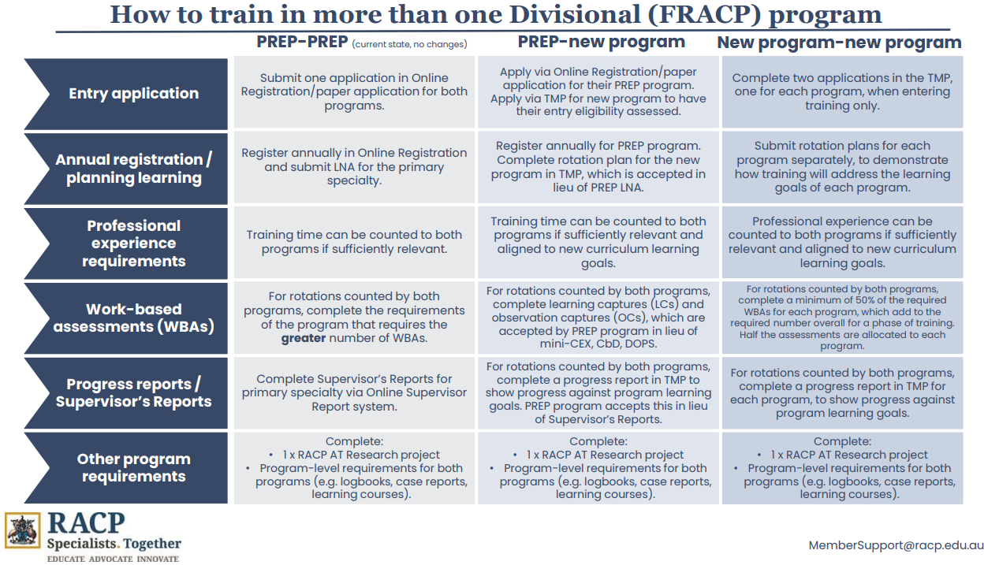 How to train in more than one Divisional (FRACP) program
PREP-PREP (current state, no changes)
PREP-new program
New program-new program
Entry application
Submit one application in Online
Registration/paper application for both
programs.
Apply via Online Registration/paper
application for their PREP program.
Apply via TMP for new program to have
their entry eligibility assessed.
Complete two applications in the TMP,
one for each program, when entering
training only.
Annual registration /
planning learning
Register annually in Online Registration
and submit LNA for the primary
specialty.
Register annually for PREP program.
Complete rotation plan for the new
program in TMP, which is accepted in
lieu of PREP LNA.
Submit rotation plans for each
program separately, to demonstrate
how training will address the learning
goals of each program.
Professional
experience
requirements
Training time can be counted to both
programs if sufficiently relevant.
Training time can be counted to both
programs if sufficiently relevant and
aligned to new curriculum learning
goals.
Professional experience can be
counted to both programs if sufficiently
relevant and aligned to new curriculum
learning goals.
Work-based
assessments (WBAs)
For rotations counted by both
programs, complete the requirements
of the program that requires the
greater number of WBAs.
For rotations counted by both programs,
complete learning captures (LCs) and
observation captures (OCs), which are
accepted by PREP program in lieu of
mini-CEX, CbD, DOPS.
For rotations counted by both programs,
complete a minimum of 50% of the required
WBAs for each program, which add to the
required number overall for a phase of training.
Half the assessments are allocated to each
program.
Progress reports /
Supervisor's Reports
Complete Supervisor's Reports for
primary specialty via Online Supervisor
Report system.
For rotations counted by both programs,
complete a progress report in TMP to
show progress against program learning
goals. PREP program accepts this in lieu
of Supervisor's Reports.
For rotations counted by both programs,
complete a progress report in TMP for
each program, to show progress against
program learning goals.
Other program
requirements
Complete:
• 1 x RACP AT Research project
• Program-level requirements for both
programs (e.g. logbooks, case reports,
learning courses).
Complete:
• 1 x RACP AT Research project
• Program-level requirements for both
programs (e.g. logbooks, case reports,
learning courses).
Complete:
• 1 x RACP AT Research project
• Program-level requirements for both
programs (e.g. logbooks, case reports,
learning courses).
RACP
Specialists. Together
EDUCATE ADVOCATE INNOVATE
MemberSupport@racp.edu.au